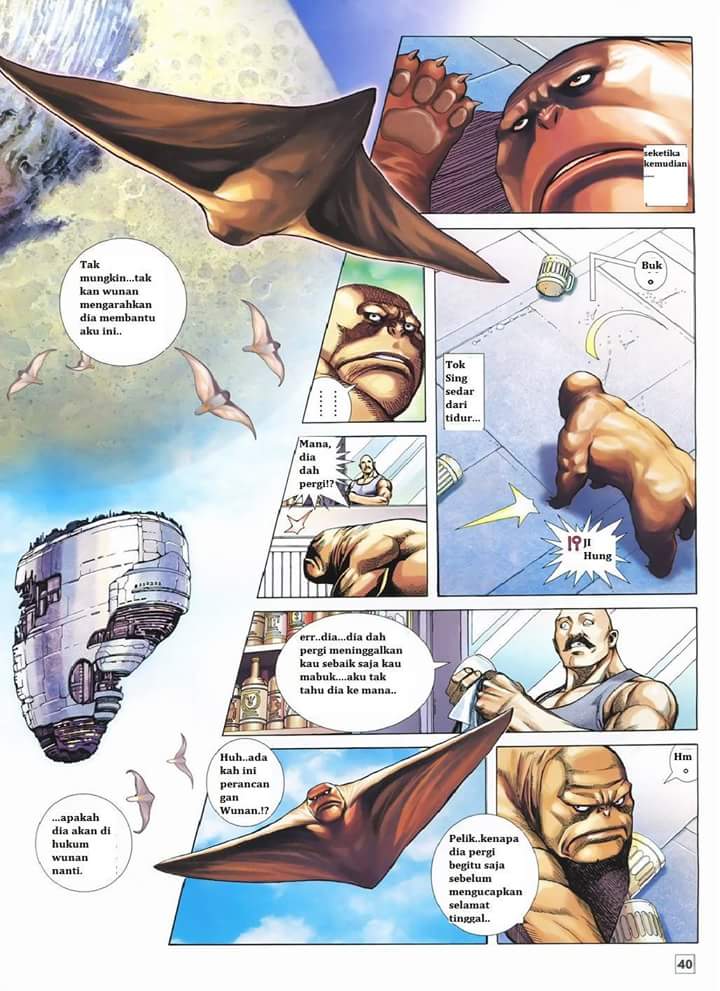 seketika
kemudian
....
Tak
mungkin...tak
kan wunan
mengarahkan
dia membantu
aku ini..
Buk
Tok
Sing
sedar
dari
tidur...
JI
Hung
!?
Mana,
dia
dah
pergi!?
err..dia...dia dah
pergi meninggalkan
kau sebaik saja kau
mabuk....aku tak
tahu dia ke mana..
Huh..ada
kah ini
perancan
gan
Wunan.!?
Hm
...apakah
dia akan di
hukum
wunan
nanti.
Pelik..kenapa
dia pergi
begitu saja
sebelum
mengucapkan
selamat
tinggal..
40